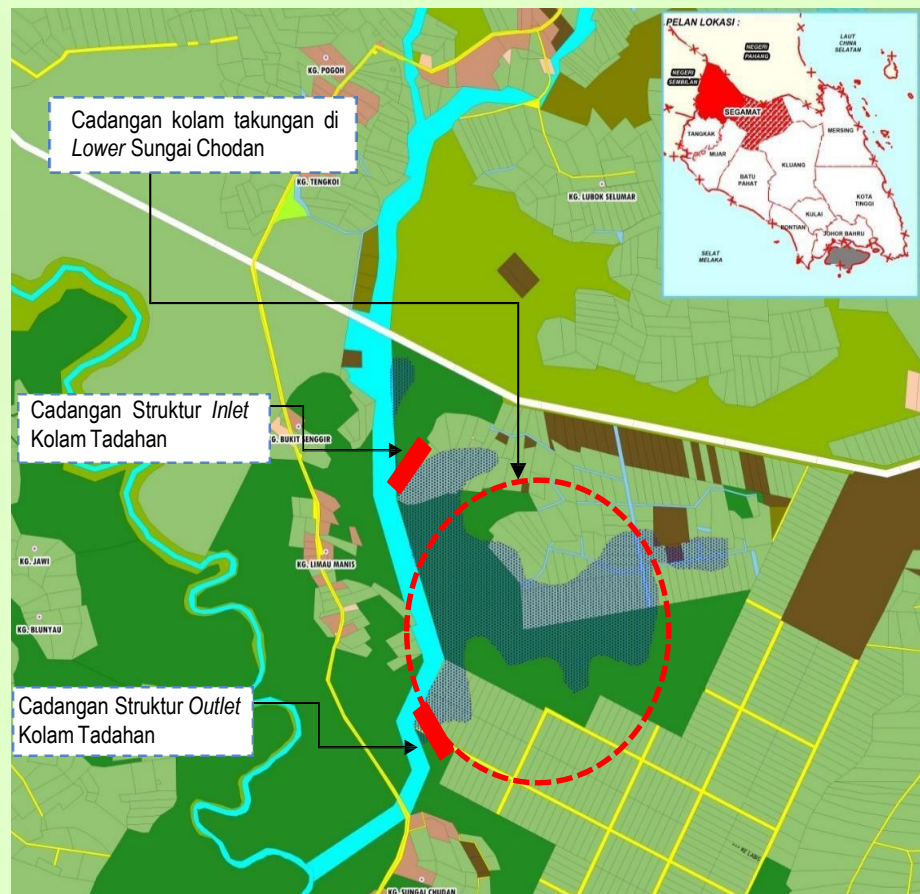 KG. POGOH
PELAN LOKASI :
LAUT
CHINA
SELATAN
NEGERI
PAHANG
NEGERI
SEMBILAN
SEGAMAT
TANGKAK
MERSING
MUAR
KLUANG
BATU
PAHAT
KOTA
TINGGI
KULAI
PONTIAN
JOHOR BAHRU
SELAT
MELAKA
Cadangan kolam takungan di
Lower Sungai Chodan
KG. TENGKOI
KG. LUBOK SELUMAR
Cadangan Struktur Inlet
Kolam Tadahan
G. BUKIT SENGGIR
KG. JAWI
KG. LIMAU MANIS
KG. BLUNYAU
Cadangan Struktur Outlet
Kolam Tadahan
KE LABIS
KG. SUNGAI CHUDAN